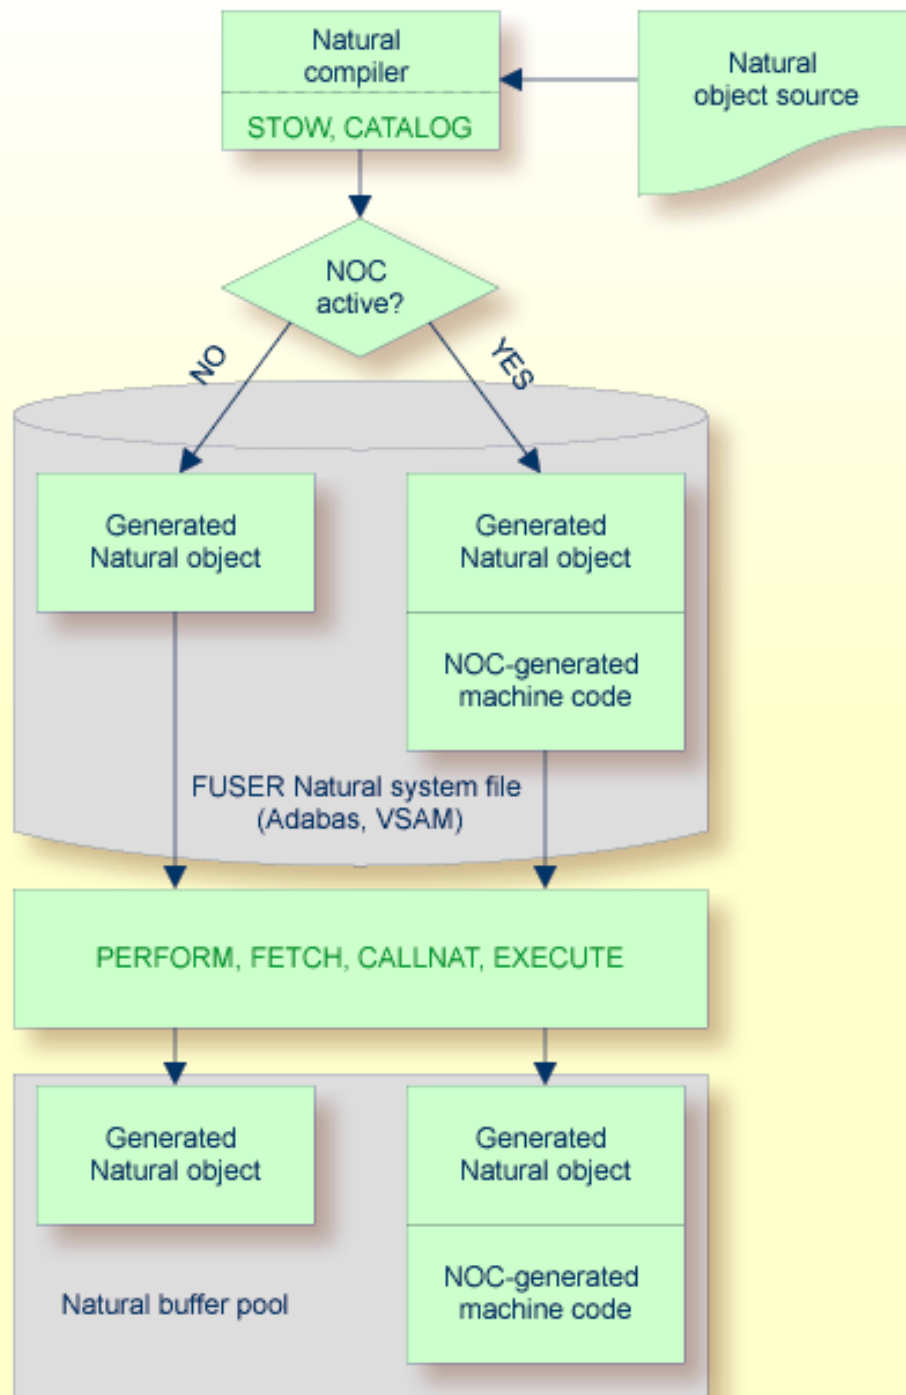 Natural
compiler
STOW, CATALOG
Natural
object source
NOC
active?
NO
YES
Generated
Natural object
Generated
Natural object
NOC-generated
machine code
FUSER Natural system file
(Adabas, VSAM)
PERFORM, FETCH, CALLNAT, EXECUTE
Generated
Natural object
Generated
Natural object
NOC-generated
machine code
Natural buffer pool